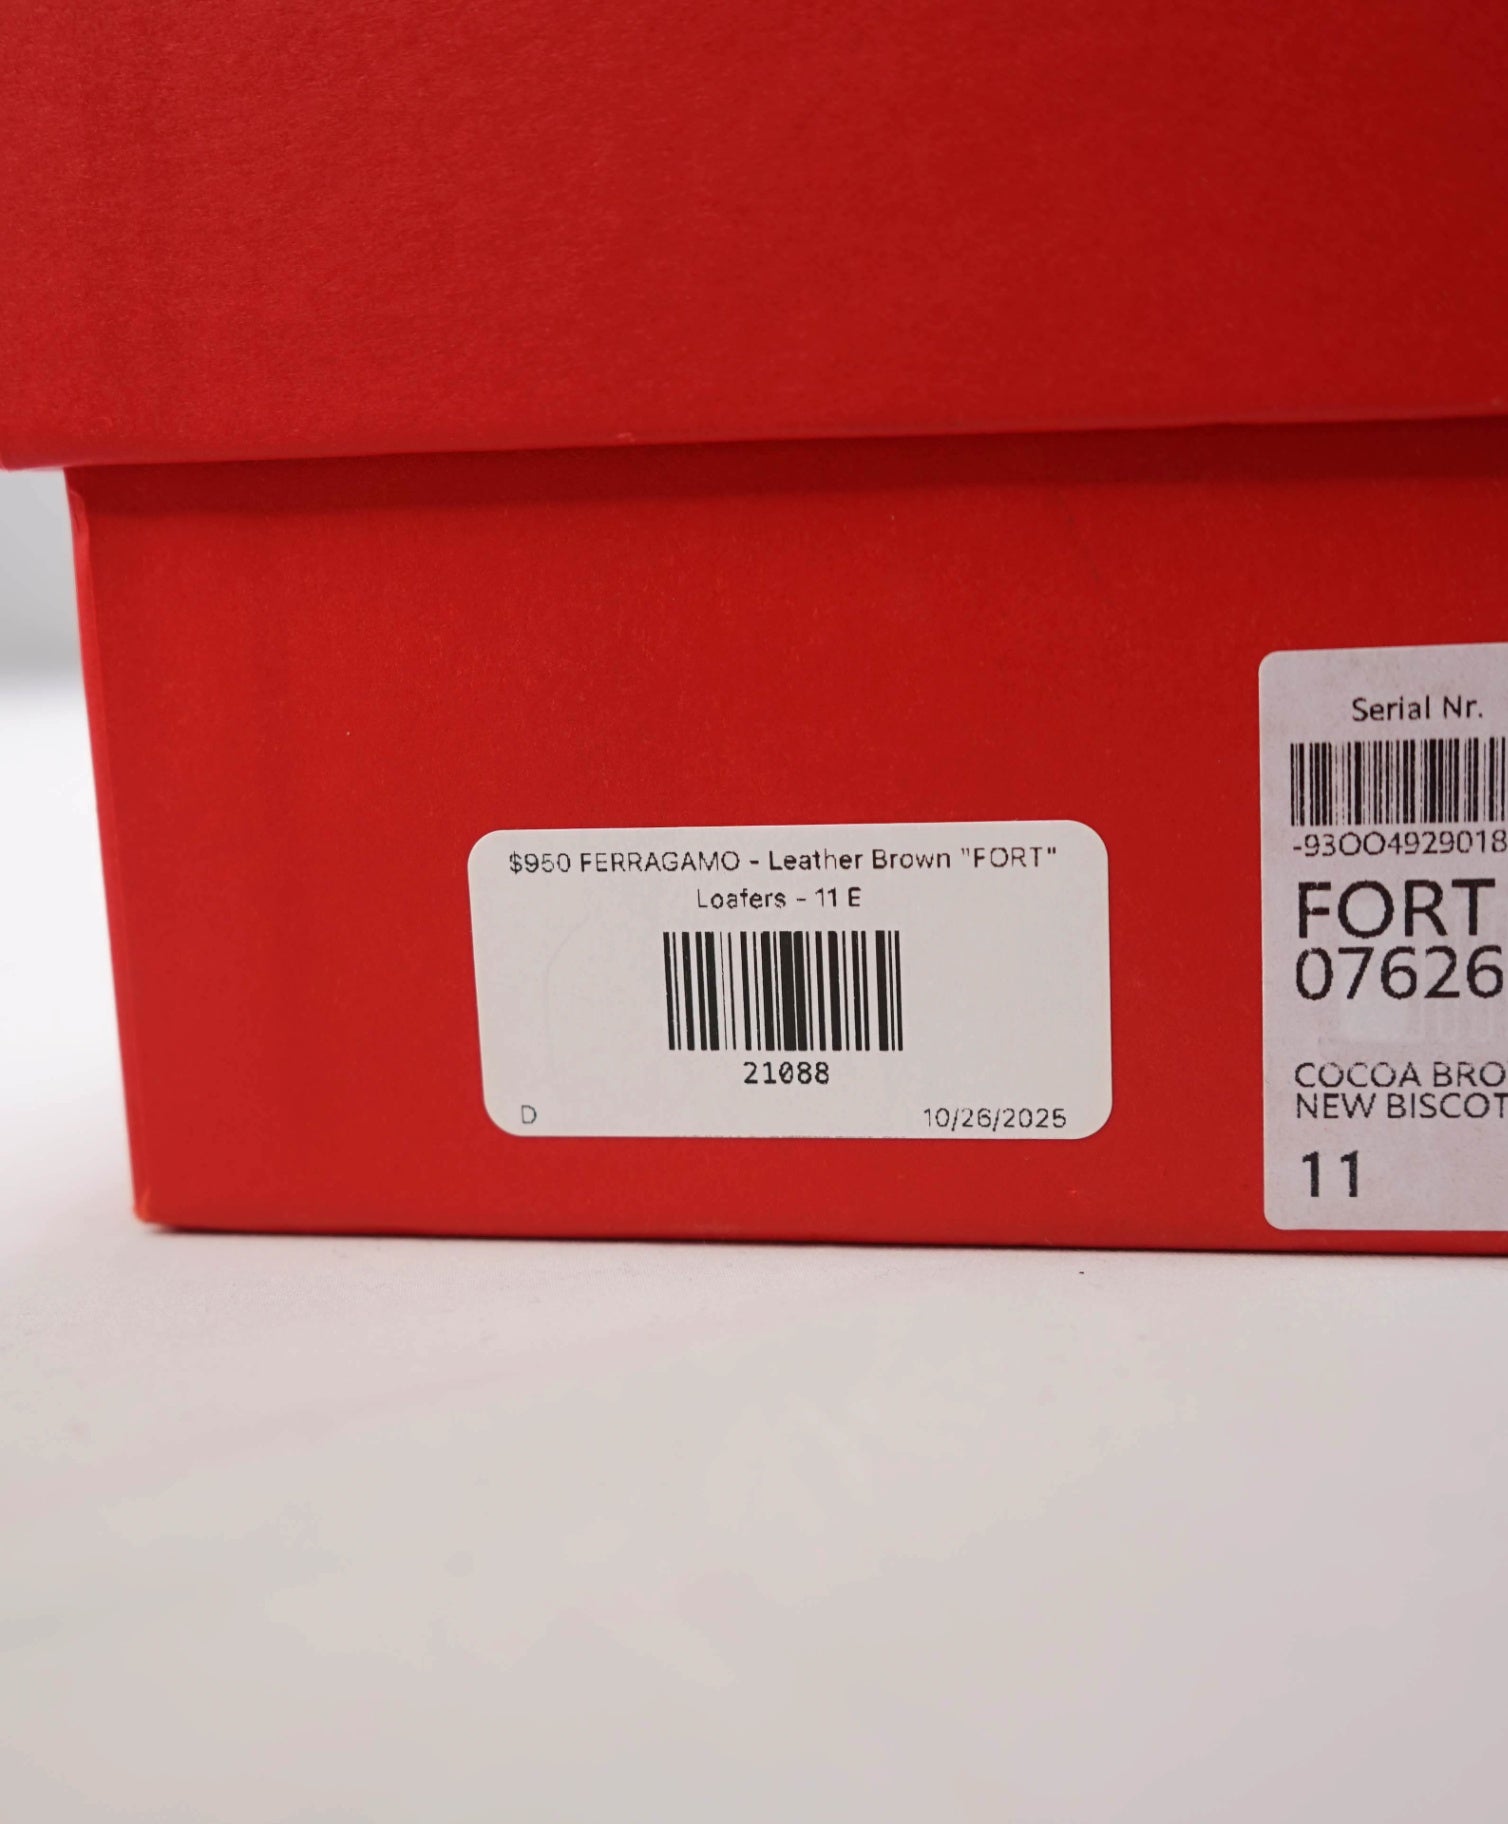 $950 FERRAGAMO - Leather Brown "FORT"
Loafers - 11 E
21088
D
10/26/2025
Serial Nr.
-93OO4929018
FORT
07626
COCOA BRO
NEW BISCOT
11